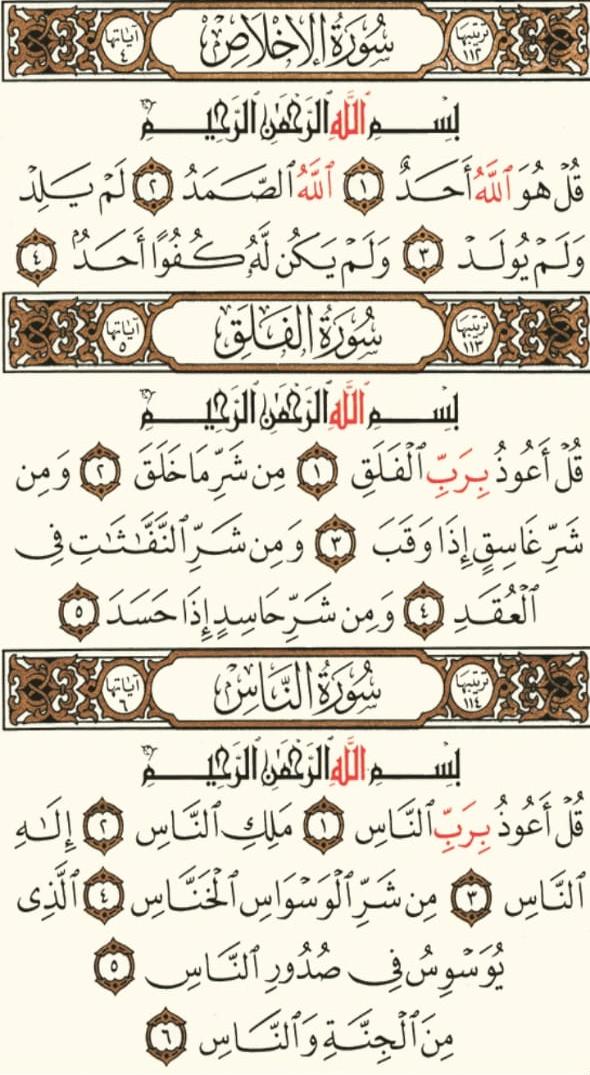 ترتيبها ١١٢ سُورَةُ الإِخْلَاصِ آياتها ٤
بِسْمِ ٱللَّهِ ٱلرَّحْمَٰنِ ٱلرَّحِيمِ
قُلْ هُوَ ٱللَّهُ أَحَدٌ ١ ٱللَّهُ ٱلصَّمَدُ ٢ لَمْ يَلِدْ
وَلَمْ يُولَدْ ٣ وَلَمْ يَكُن لَّهُۥ كُفُوًا أَحَدٌۢ ٤
ترتيبها ١١٣ سُورَةُ الفَلَقِ آياتها ٥
بِسْمِ ٱللَّهِ ٱلرَّحْمَٰنِ ٱلرَّحِيمِ
قُلْ أَعُوذُ بِرَبِّ ٱلْفَلَقِ ١ مِن شَرِّ مَا خَلَقَ ٢ وَمِن
شَرِّ غَاسِقٍ إِذَا وَقَبَ ٣ وَمِن شَرِّ ٱلنَّفَّٰثَٰتِ فِى
ٱلْعُقَدِ ٤ وَمِن شَرِّ حَاسِدٍ إِذَا حَسَدَ ٥
ترتيبها ١١٤ سُورَةُ النَّاسِ آياتها ٦
بِسْمِ ٱللَّهِ ٱلرَّحْمَٰنِ ٱلرَّحِيمِ
قُلْ أَعُوذُ بِرَبِّ ٱلنَّاسِ ١ مَلِكِ ٱلنَّاسِ ٢ إِلَٰهِ
ٱلنَّاسِ ٣ مِن شَرِّ ٱلْوَسْوَاسِ ٱلْخَنَّاسِ ٤ ٱلَّذِى
يُوَسْوِسُ فِى صُدُورِ ٱلنَّاسِ ٥
مِنَ ٱلْجِنَّةِ وَٱلنَّاسِ ٦